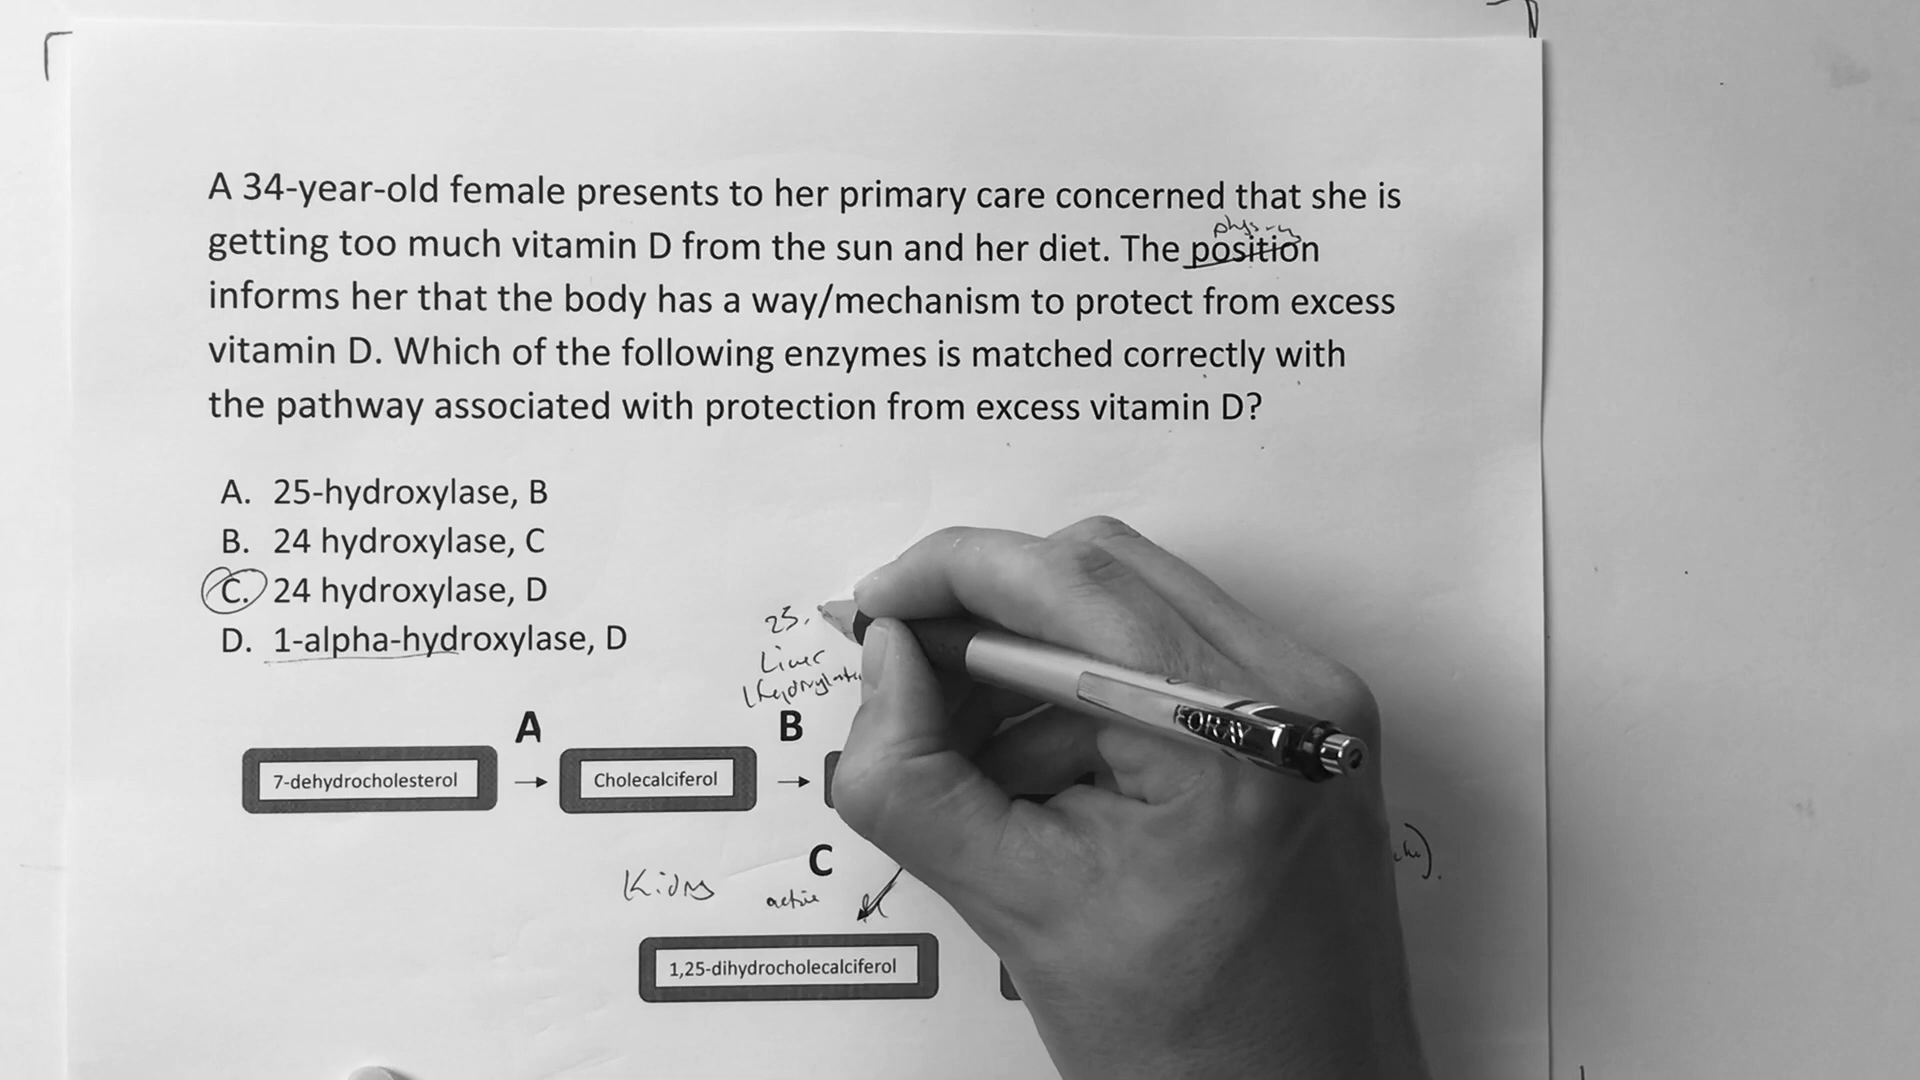 A 34-year-old female presents to her primary care concerned that she is
getting too much vitamin D from the sun and her diet. The position
informs her that the body has a way/mechanism to protect from excess
vitamin D. Which of the following enzymes is matched correctly with
the pathway associated with protection from excess vitamin D?
A. 25-hydroxylase, B
B. 24 hydroxylase, C
C. 24 hydroxylase, D
D. 1-alpha-hydroxylase, D
25.
Liver
A
B
7-dehydrocholesterol
Cholecalciferol
C
active
1,25-dihydrocholecalciferol
FORAY